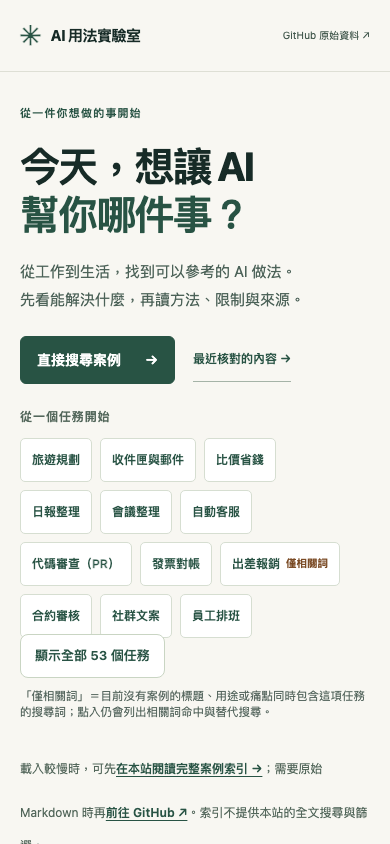 AI 用法實驗室
GitHub 原始資料 ↗
從一件你想做的事開始
今天，想讓 AI
幫你哪件事？
從工作到生活，找到可以參考的 AI 做法。
先看能解決什麼，再讀方法、限制與來源。
直接搜尋案例 →
最近核對的內容 →
從一個任務開始
旅遊規劃 收件匣與郵件 比價省錢
日報整理 會議整理 自動客服
代碼審查（PR） 發票對帳 出差報銷 僅相關詞
合約審核 社群文案 員工排班
顯示全部 53 個任務
「僅相關詞」＝目前沒有案例的標題、用途或痛點同時包含這項任務
的搜尋詞；點入仍會列出相關詞命中與替代搜尋。
載入較慢時，可先在本站閱讀完整案例索引 →；需要原始
Markdown 時再前往 GitHub ↗。索引不提供本站的全文搜尋與篩
選。